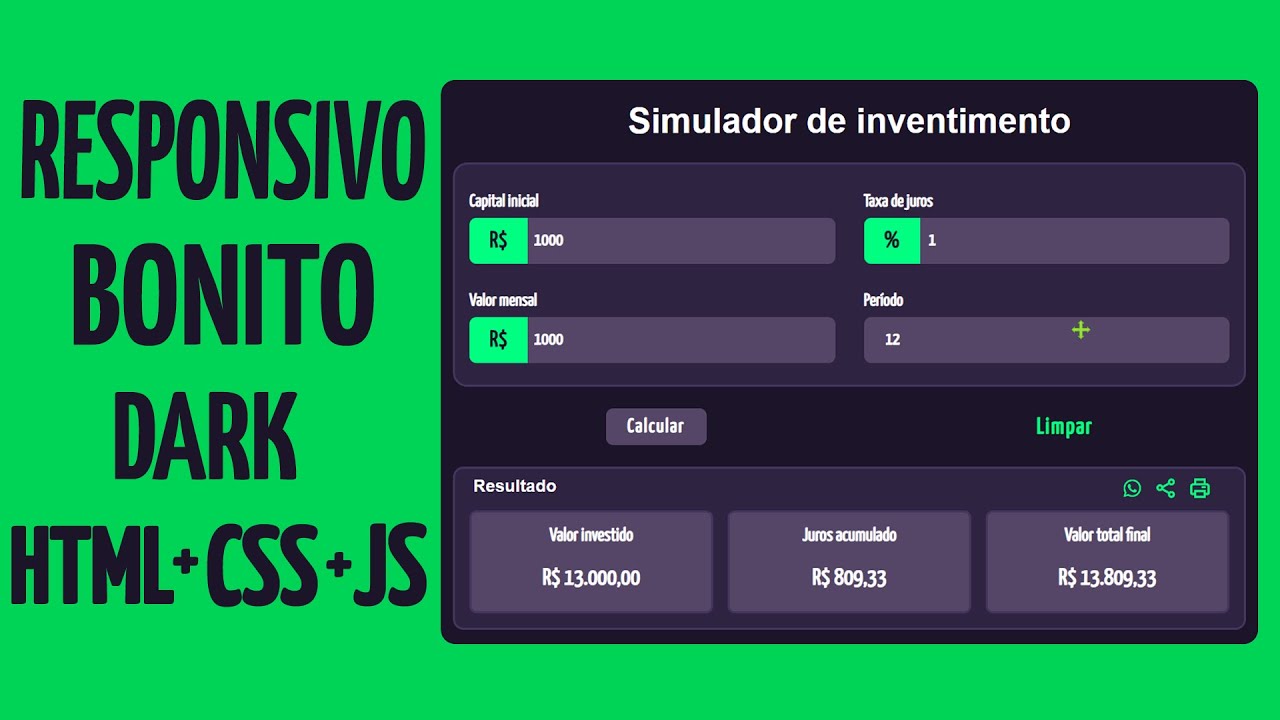 RESPONSIVO
BONITO
DARK
HTML+CSS+JS
Simulador de inventimento
Capital inicial
R$ 1000
Taxa de juros
% 1
Valor mensal
R$ 1000
Período
12
Calcular
Limpar
Resultado
Valor investido
R$ 13.000,00
Juros acumulado
R$ 809,33
Valor total final
R$ 13.809,33